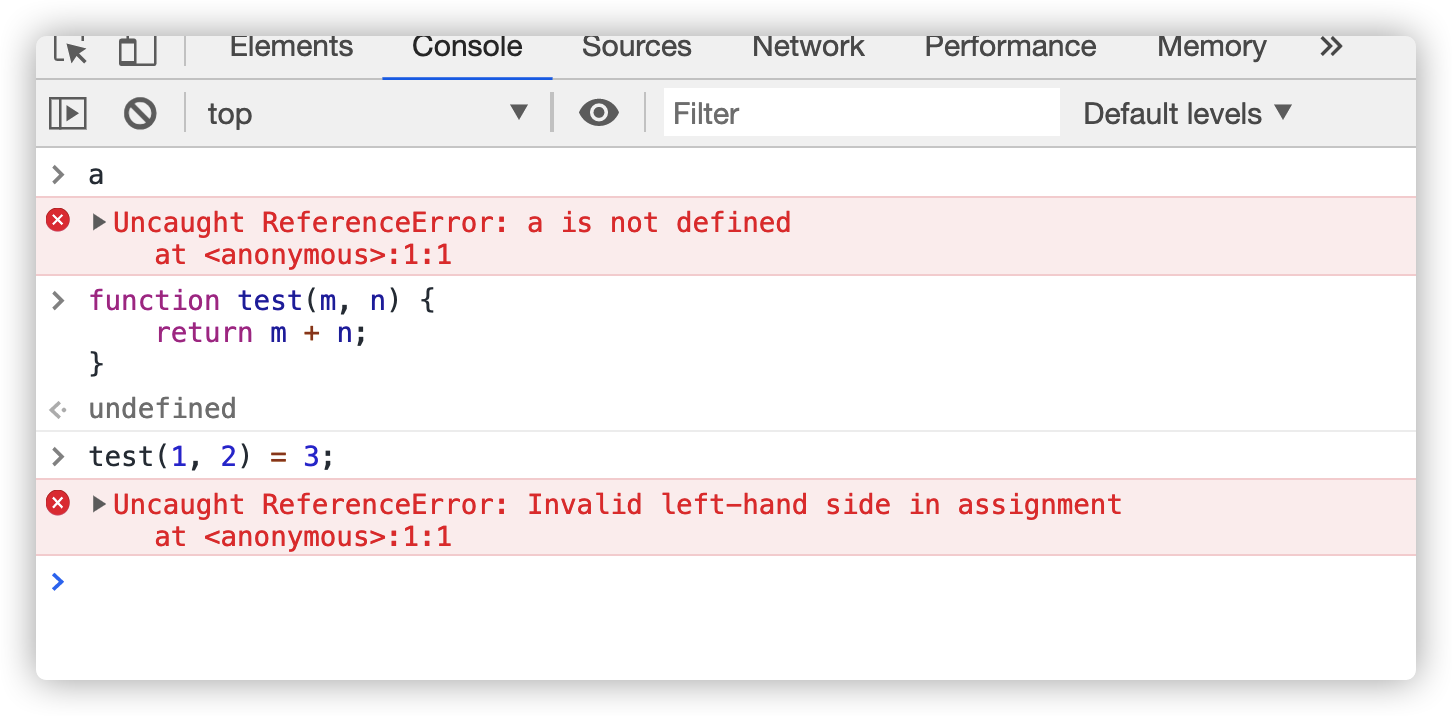 Elements Console Sources Network Performance Memory
top Filter Default levels
a
Uncaught ReferenceError: a is not defined
at <anonymous>:1:1
function test(m, n) {
return m + n;
}
undefined
test(1, 2) = 3;
Uncaught ReferenceError: Invalid left-hand side in assignment
at <anonymous>:1:1